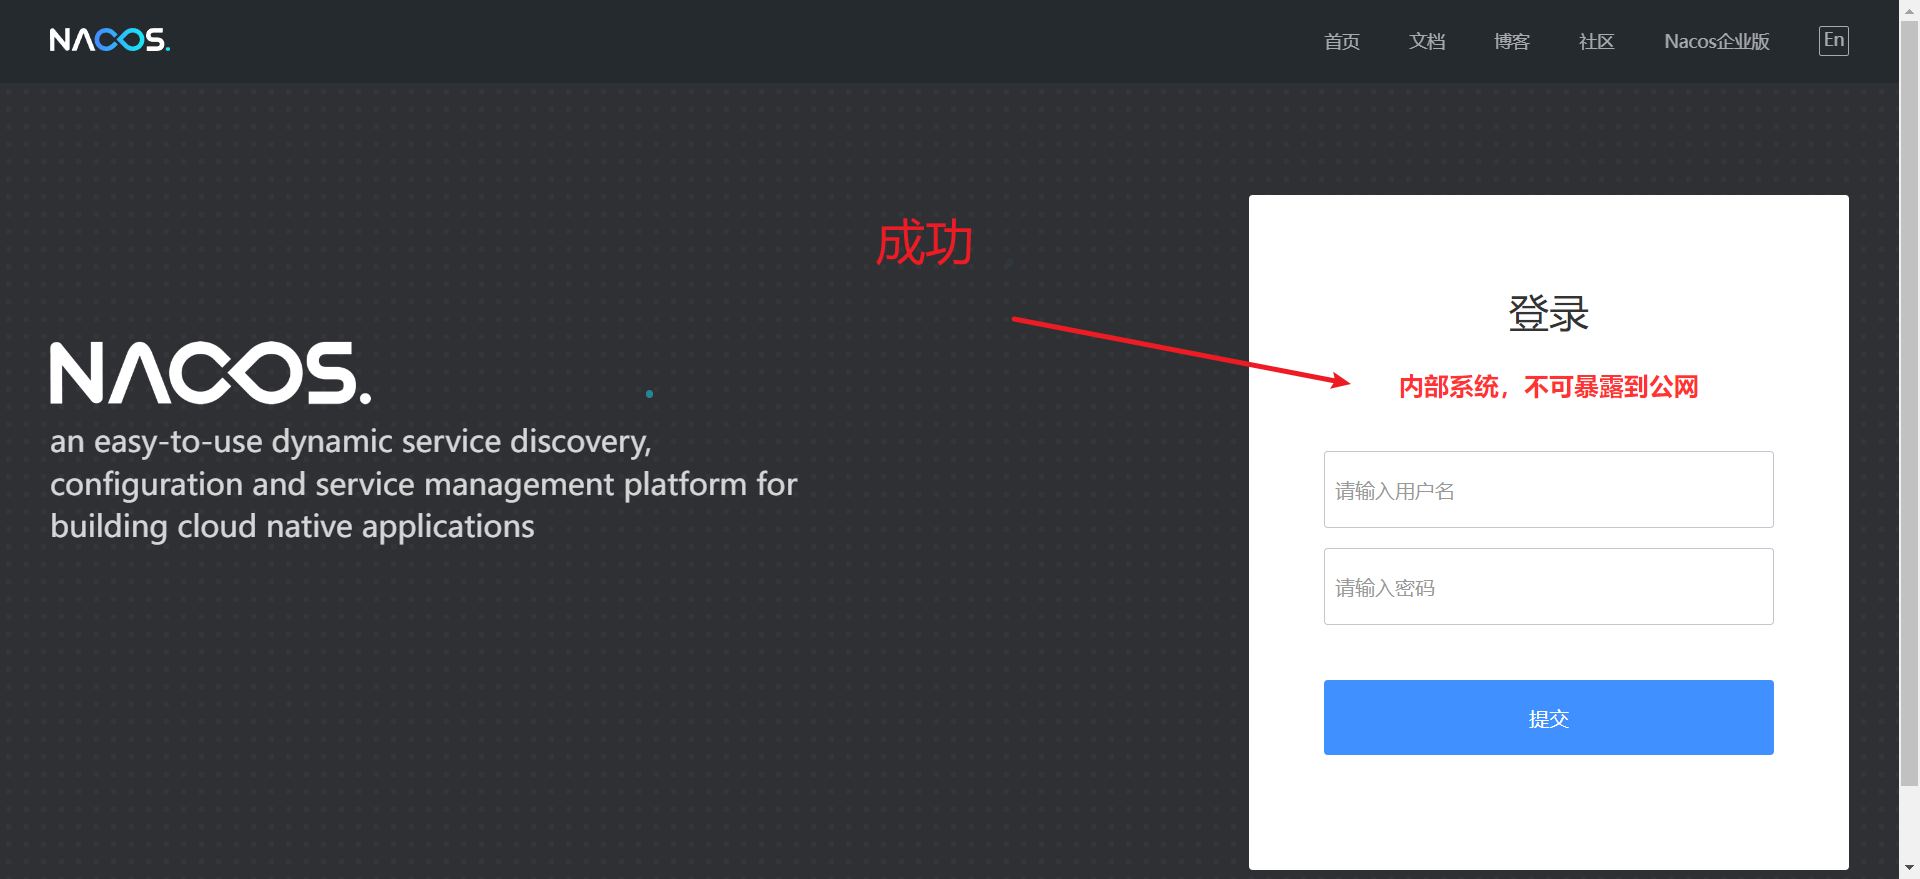 NACOS.
首页
文档
博客
社区
Nacos企业版
En
成功
登录
内部系统，不可暴露到公网
NACOS.
an easy-to-use dynamic service discovery,
configuration and service management platform for
building cloud native applications
请输入用户名
请输入密码
提交